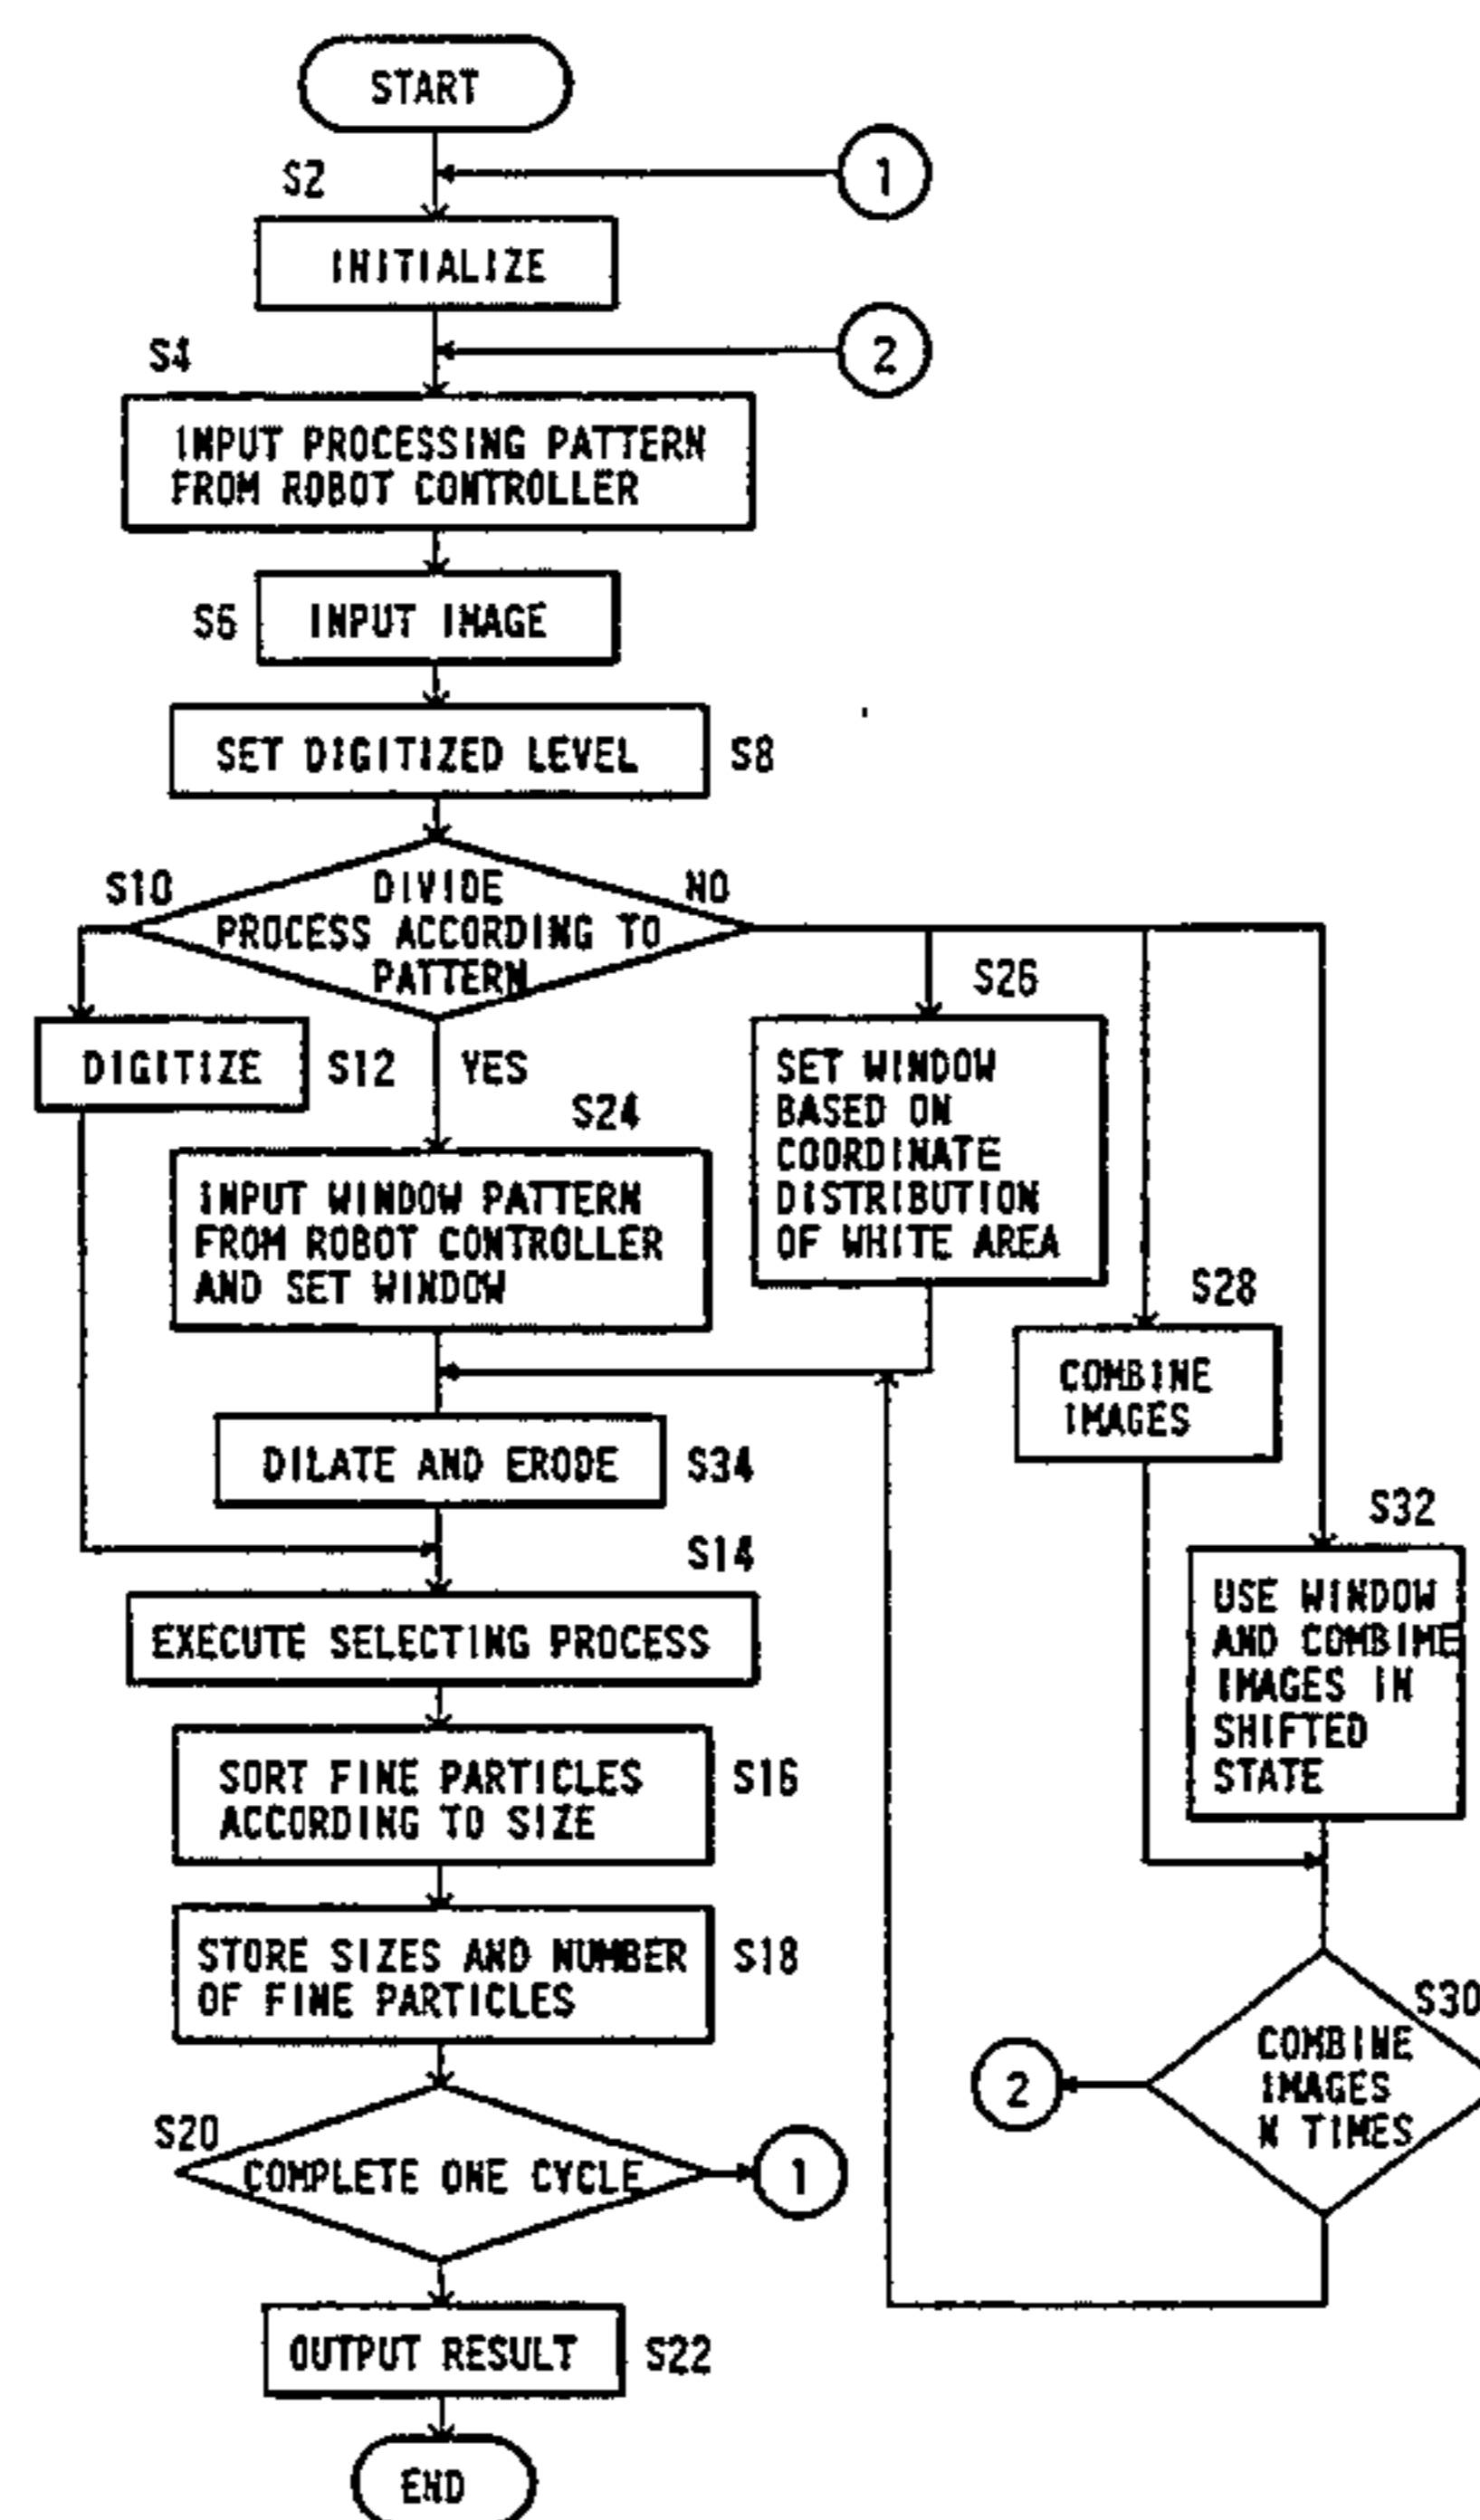 START
1
S2
INITIALIZE
2
S4
INPUT PROCESSING PATTERN
FROM ROBOT CONTROLLER
S6
INPUT IMAGE
SET DIGITIZED LEVEL
S8
S10
DIVIDE
PROCESS ACCORDING TO
PATTERN
NO
DIGITIZE
S12
YES
S24
INPUT WINDOW PATTERN
FROM ROBOT CONTROLLER
AND SET WINDOW
S26
SET WINDOW
BASED ON
COORDINATE
DISTRIBUTION
OF WHITE AREA
S28
COMBINE
IMAGES
DILATE AND ERODE
S34
S32
USE WINDOW
AND COMBINE
IMAGES IN
SHIFTED
STATE
S14
EXECUTE SELECTING PROCESS
SORT FINE PARTICLES
ACCORDING TO SIZE
S16
STORE SIZES AND NUMBER
OF FINE PARTICLES
S18
S30
COMBINE
IMAGES
N TIMES
2
S20
COMPLETE ONE CYCLE
1
OUTPUT RESULT
S22
END